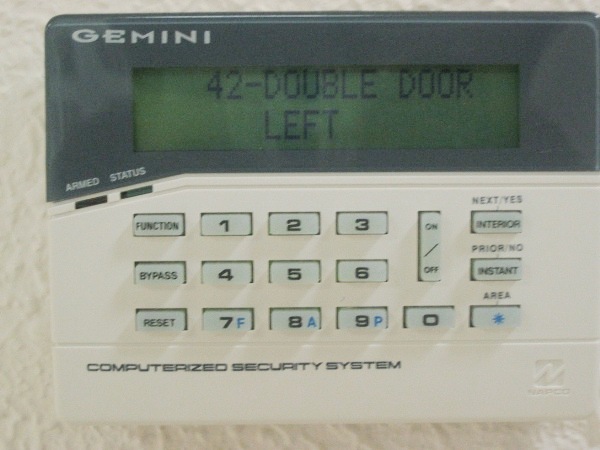 GEMINI
42-DOUBLE DOOR
LEFT
ARMED STATUS
NEXT/YES
FUNCTION 1 2 3 ON / OFF INTERIOR
PRIOR/NO
BYPASS 4 5 6 INSTANT
AREA
RESET 7F 8A 9P 0 *
COMPUTERIZED SECURITY SYSTEM
NAPCO